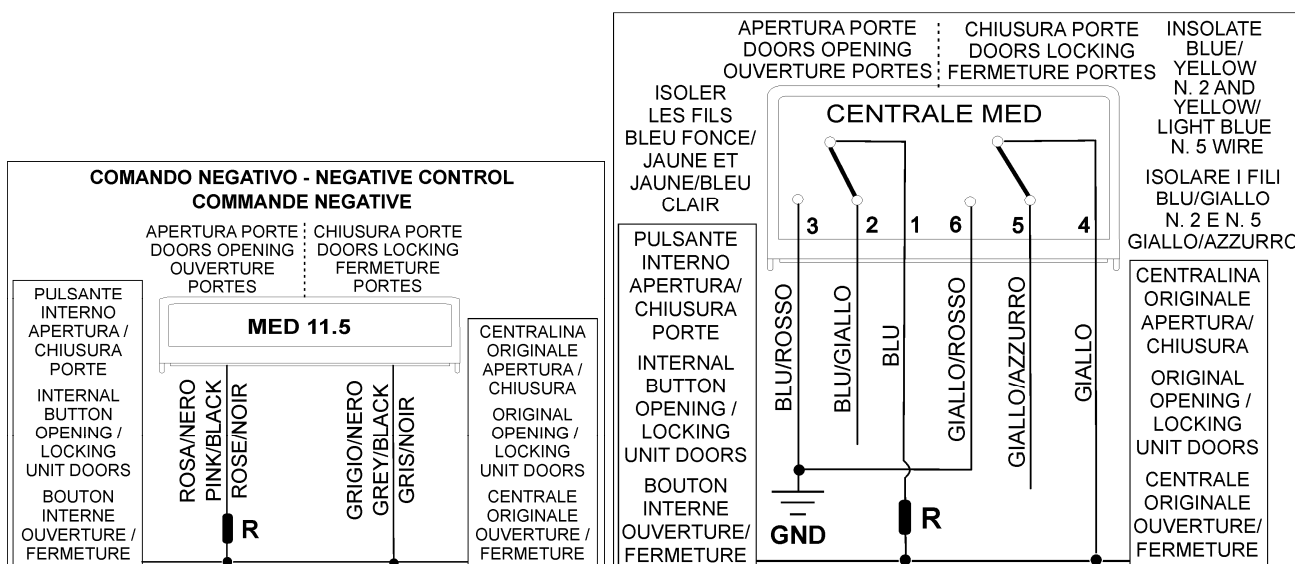 COMANDO NEGATIVO - NEGATIVE CONTROL
COMMANDE NEGATIVE
APERTURA PORTE
DOORS OPENING
OUVERTURE
PORTES
CHIUSURA PORTE
DOORS LOCKING
FERMETURE
PORTES
PULSANTE
INTERNO
APERTURA /
CHIUSURA
PORTE
INTERNAL
BUTTON
OPENING /
LOCKING
UNIT DOORS
BOUTON
INTERNE
OUVERTURE /
FERMETURE
MED 11.5
ROSA/NERO
PINK/BLACK
ROSE/NOIR
R
GRIGIO/NERO
GREY/BLACK
GRIS/NOIR
CENTRALINA
ORIGINALE
APERTURA /
CHIUSURA
ORIGINAL
OPENING /
LOCKING
UNIT DOORS
CENTRALE
ORIGINALE
OUVERTURE /
FERMETURE
APERTURA PORTE
DOORS OPENING
OUVERTURE PORTES
CHIUSURA PORTE
DOORS LOCKING
FERMETURE PORTES
ISOLER
LES FILS
BLEU FONCE/
JAUNE ET
JAUNE/BLEU
CLAIR
INSOLATE
BLUE/
YELLOW
N. 2 AND
YELLOW/
LIGHT BLUE
N. 5 WIRE
ISOLARE I FILI
BLU/GIALLO
N. 2 E N. 5
GIALLO/AZZURRO
CENTRALE MED
3 2 1 6 5 4
PULSANTE
INTERNO
APERTURA/
CHIUSURA
PORTE
INTERNAL
BUTTON
OPENING /
LOCKING
UNIT DOORS
BOUTON
INTERNE
OUVERTURE/
FERMETURE
BLU/ROSSO
BLU/GIALLO
BLU
GIALLO/ROSSO
GIALLO/AZZURRO
GIALLO
GND
R
CENTRALINA
ORIGINALE
APERTURA/
CHIUSURA
ORIGINAL
OPENING /
LOCKING
UNIT DOORS
CENTRALE
ORIGINALE
OUVERTURE/
FERMETURE